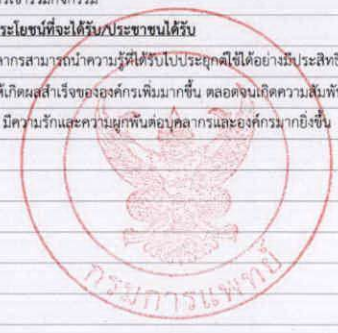 ระโยชน์ที่จะได้รับ/ประชาชนได้รับ
ลากรสามารถนำความรู้ที่ได้รับไปประยุกต์ใช้ได้อย่างมีประสิทธิ
ห้เกิดผลสำเร็จขององค์กรเพิ่มมากขึ้น ตลอดจนเกิดความสัมพัน
มีความรักและความผูกพันต่อบุคลากรและองค์กรมากยิ่งขึ้น
กรมการแพทย์